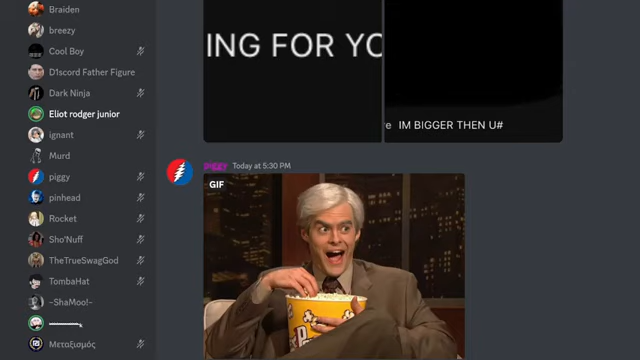 Braiden
breezy
Cool Boy
D1scord Father Figure
Dark Ninja
Eliot rodger junior
ignant
Murd
piggy
pinhead
Rocket
Sho'Nuff
TheTrueSwagGod
TombaHat
~ShaMoo!~
Μεταξισμός
ING FOR YO
e IM BIGGER THEN U#
PIGGY Today at 5:30 PM
GIF